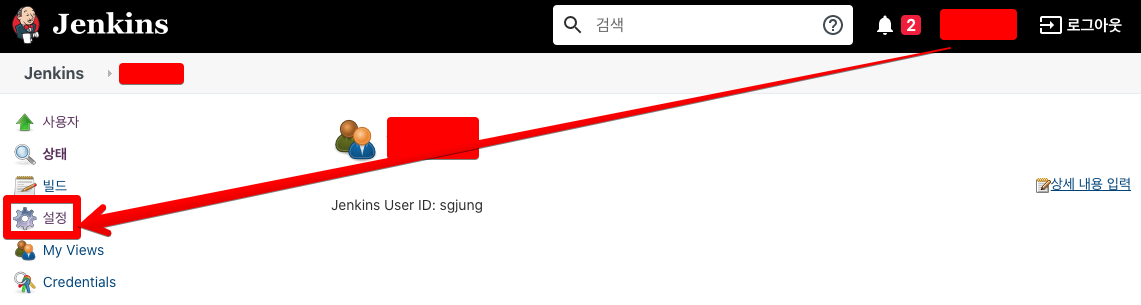 Jenkins 검색 2 로그아웃
Jenkins
사용자
상태
빌드
상세 내용 입력
Jenkins User ID: sgjung
설정
My Views
Credentials